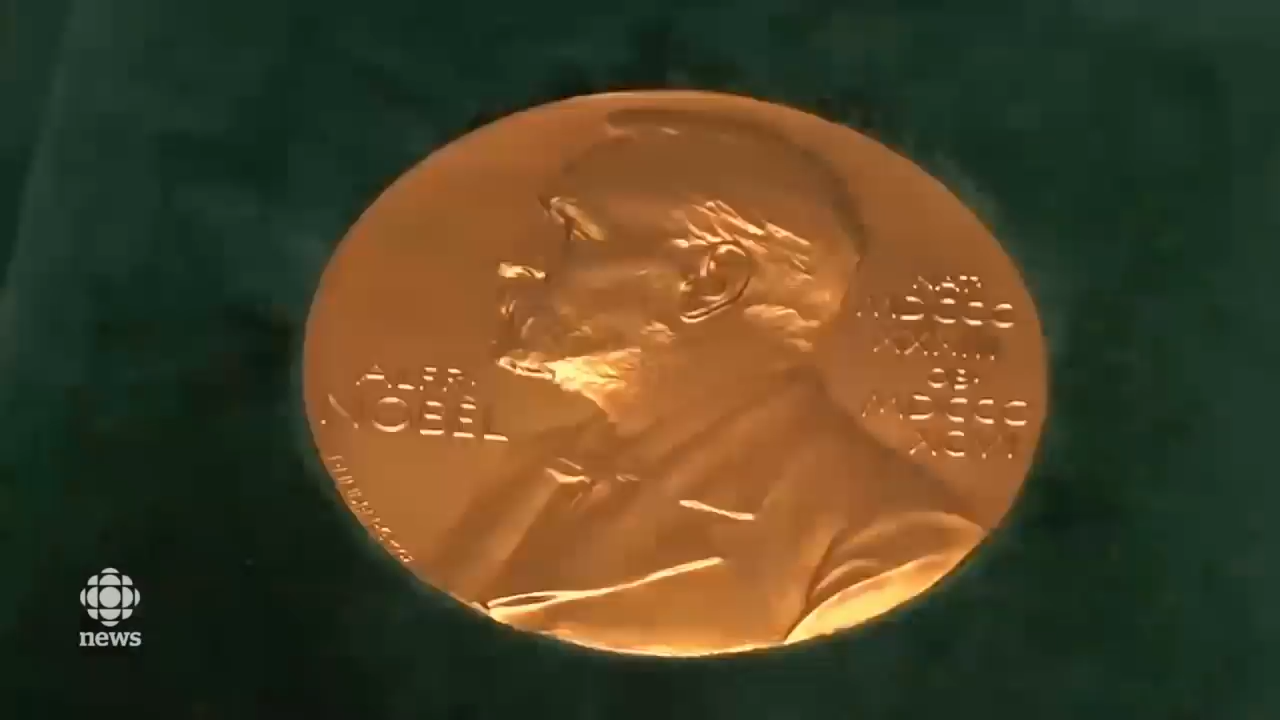 ALFR.
NOBEL
NAT.
MDCCC
XXXIII
OB.
MDCCC
XCVI
news